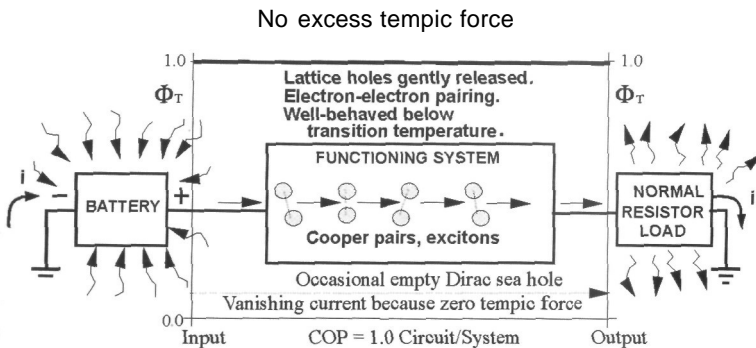 No excess tempic force
1.0
1.0
Lattice holes gently released.
Electron-electron pairing.
Well-behaved below
transition temperature.
ΦT
ΦT
FUNCTIONING SYSTEM
i
−
BATTERY
+
NORMAL
RESISTOR
LOAD
i
Cooper pairs, excitons
Occasional empty Dirac sea hole
Vanishing current because zero tempic force
0.0
0.0
Input
COP = 1.0 Circuit/System
Output